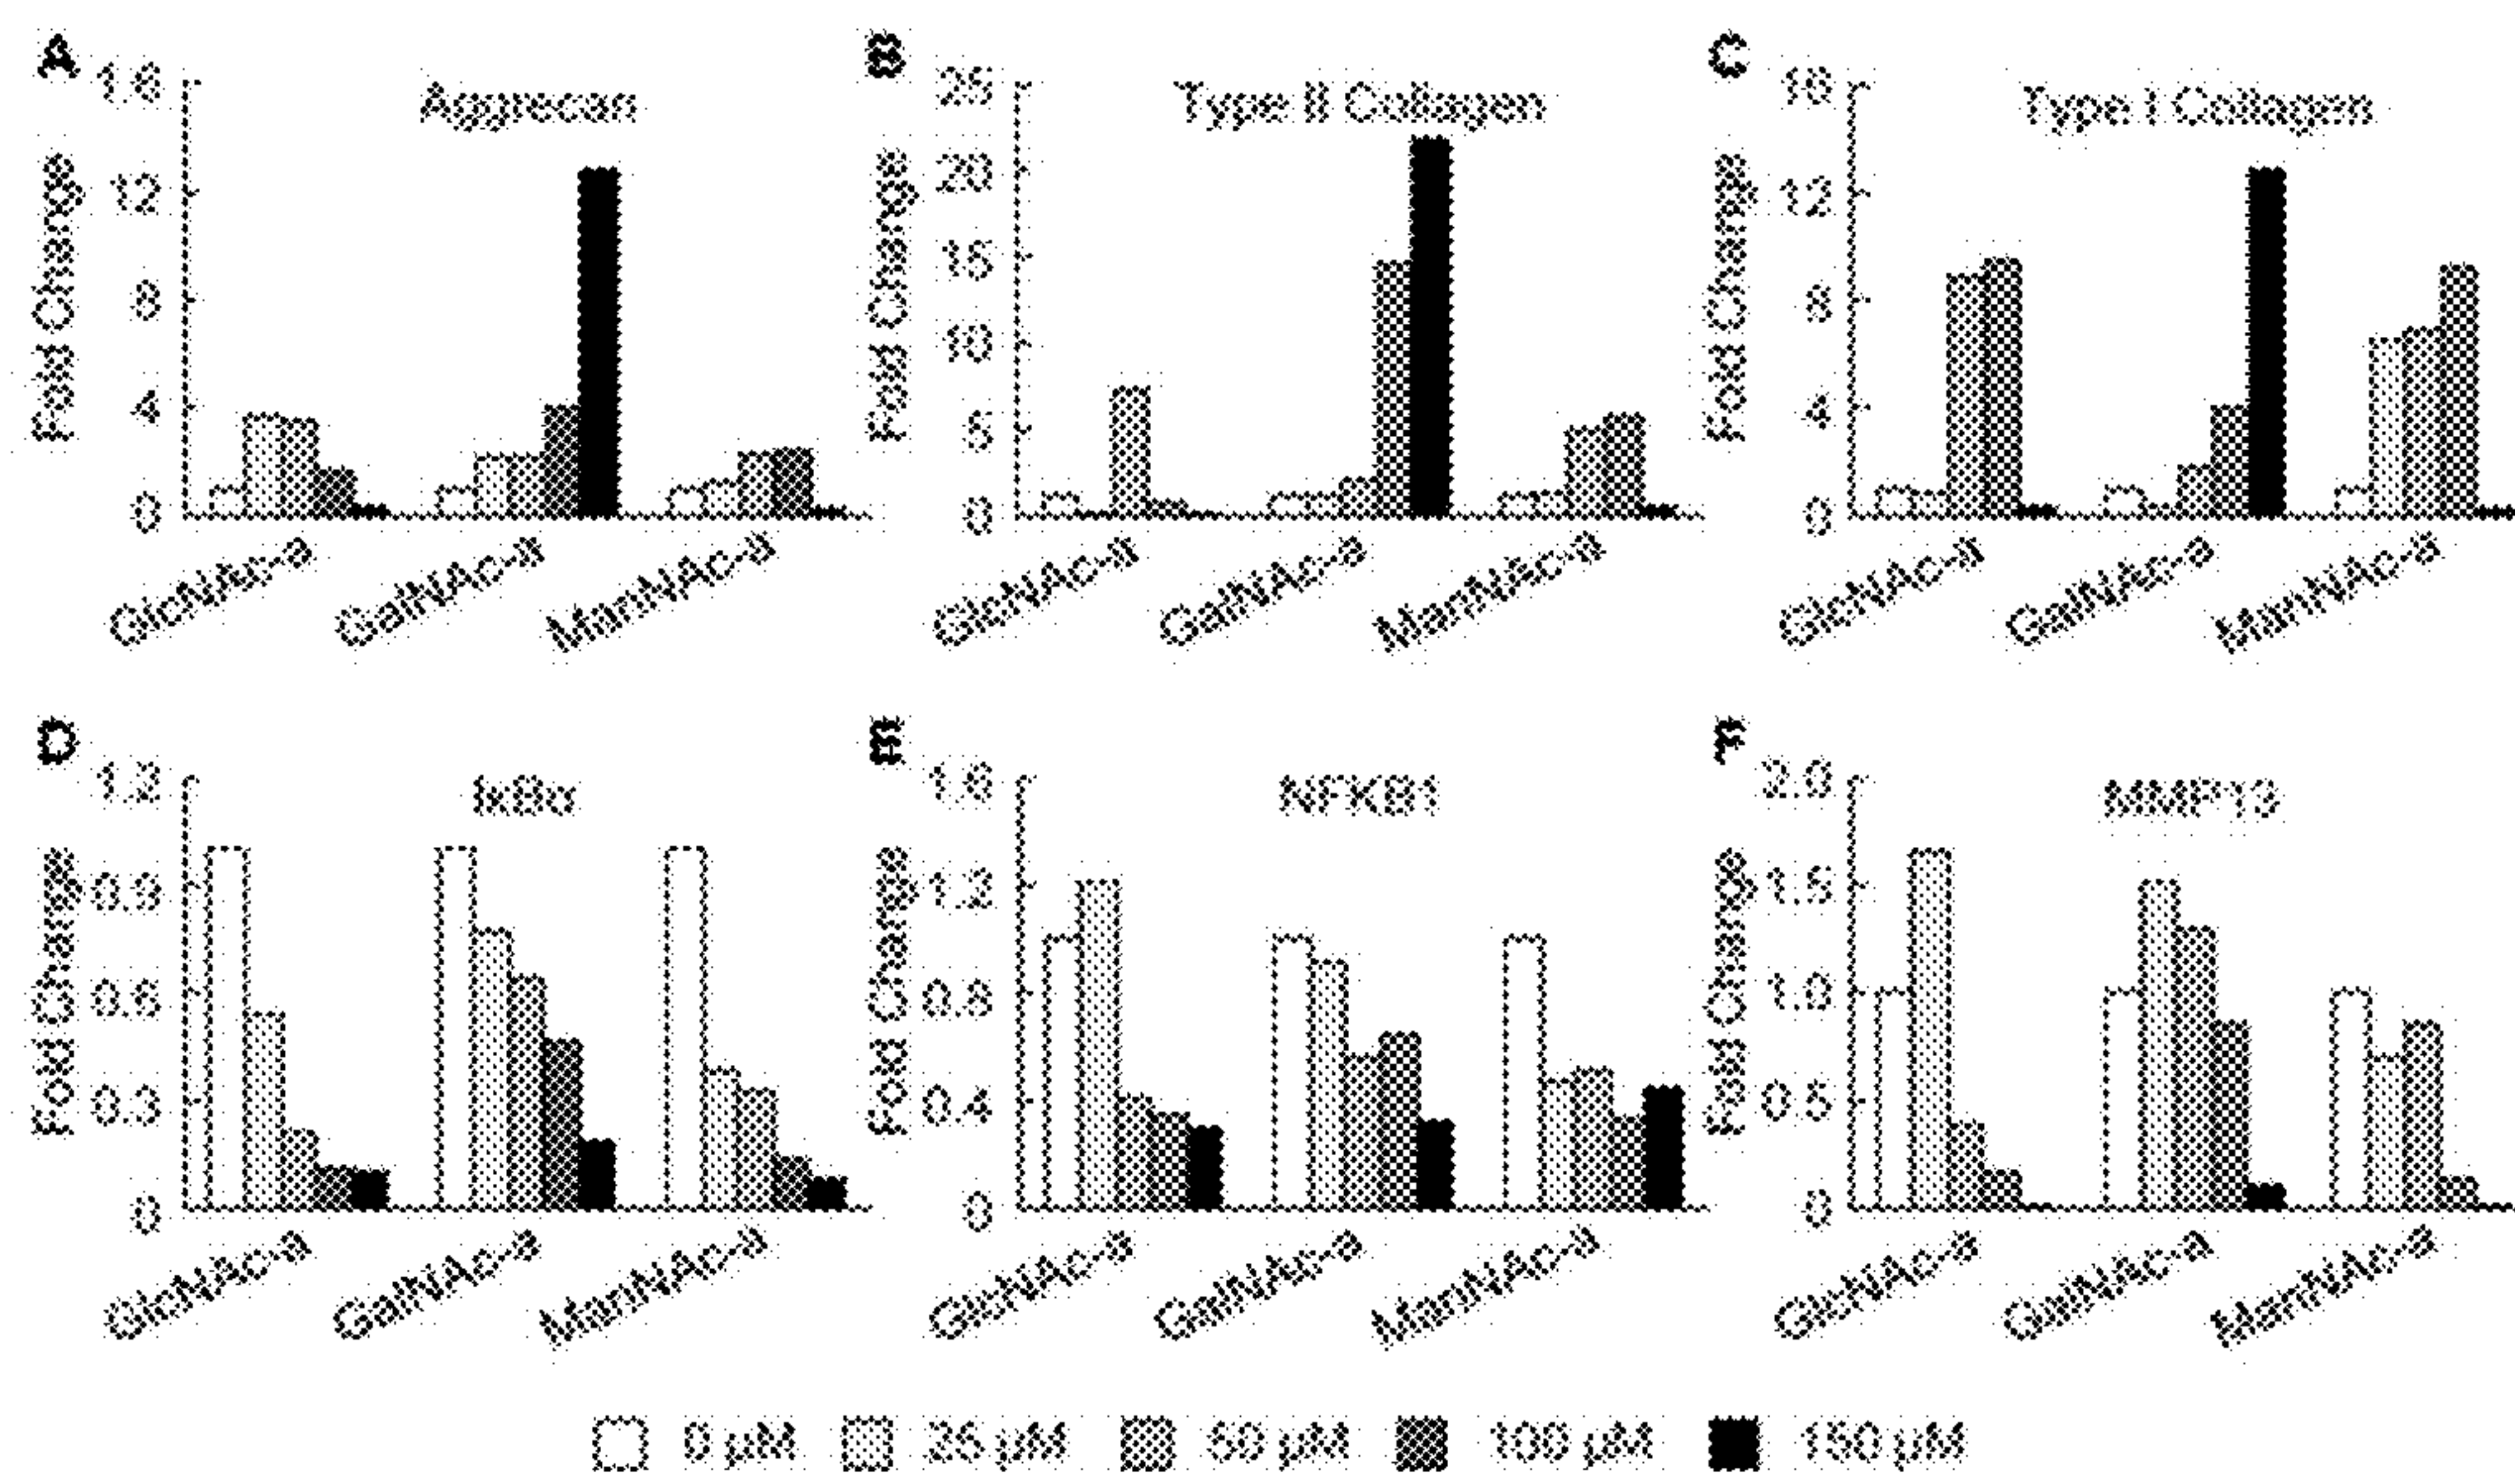 A
Aggrecan
Fold Change
16
12
8
4
0
GlcNAc-a
GalNAc-a
ManNAc-a
B
Type II Collagen
Fold Change
25
20
15
10
5
0
GlcNAc-a
GalNAc-a
ManNAc-a
C
Type I Collagen
Fold Change
16
12
8
4
0
GlcNAc-a
GalNAc-a
ManNAc-a
D
IκBα
Fold Change
1.2
0.9
0.6
0.3
0
GlcNAc-a
GalNAc-a
ManNAc-a
E
NFKB1
Fold Change
1.6
1.2
0.8
0.4
0
GlcNAc-a
GalNAc-a
ManNAc-a
F
MMP13
Fold Change
2.0
1.5
1.0
0.5
0
GlcNAc-a
GalNAc-a
ManNAc-a
0 µM 25 µM 50 µM 100 µM 150 µM